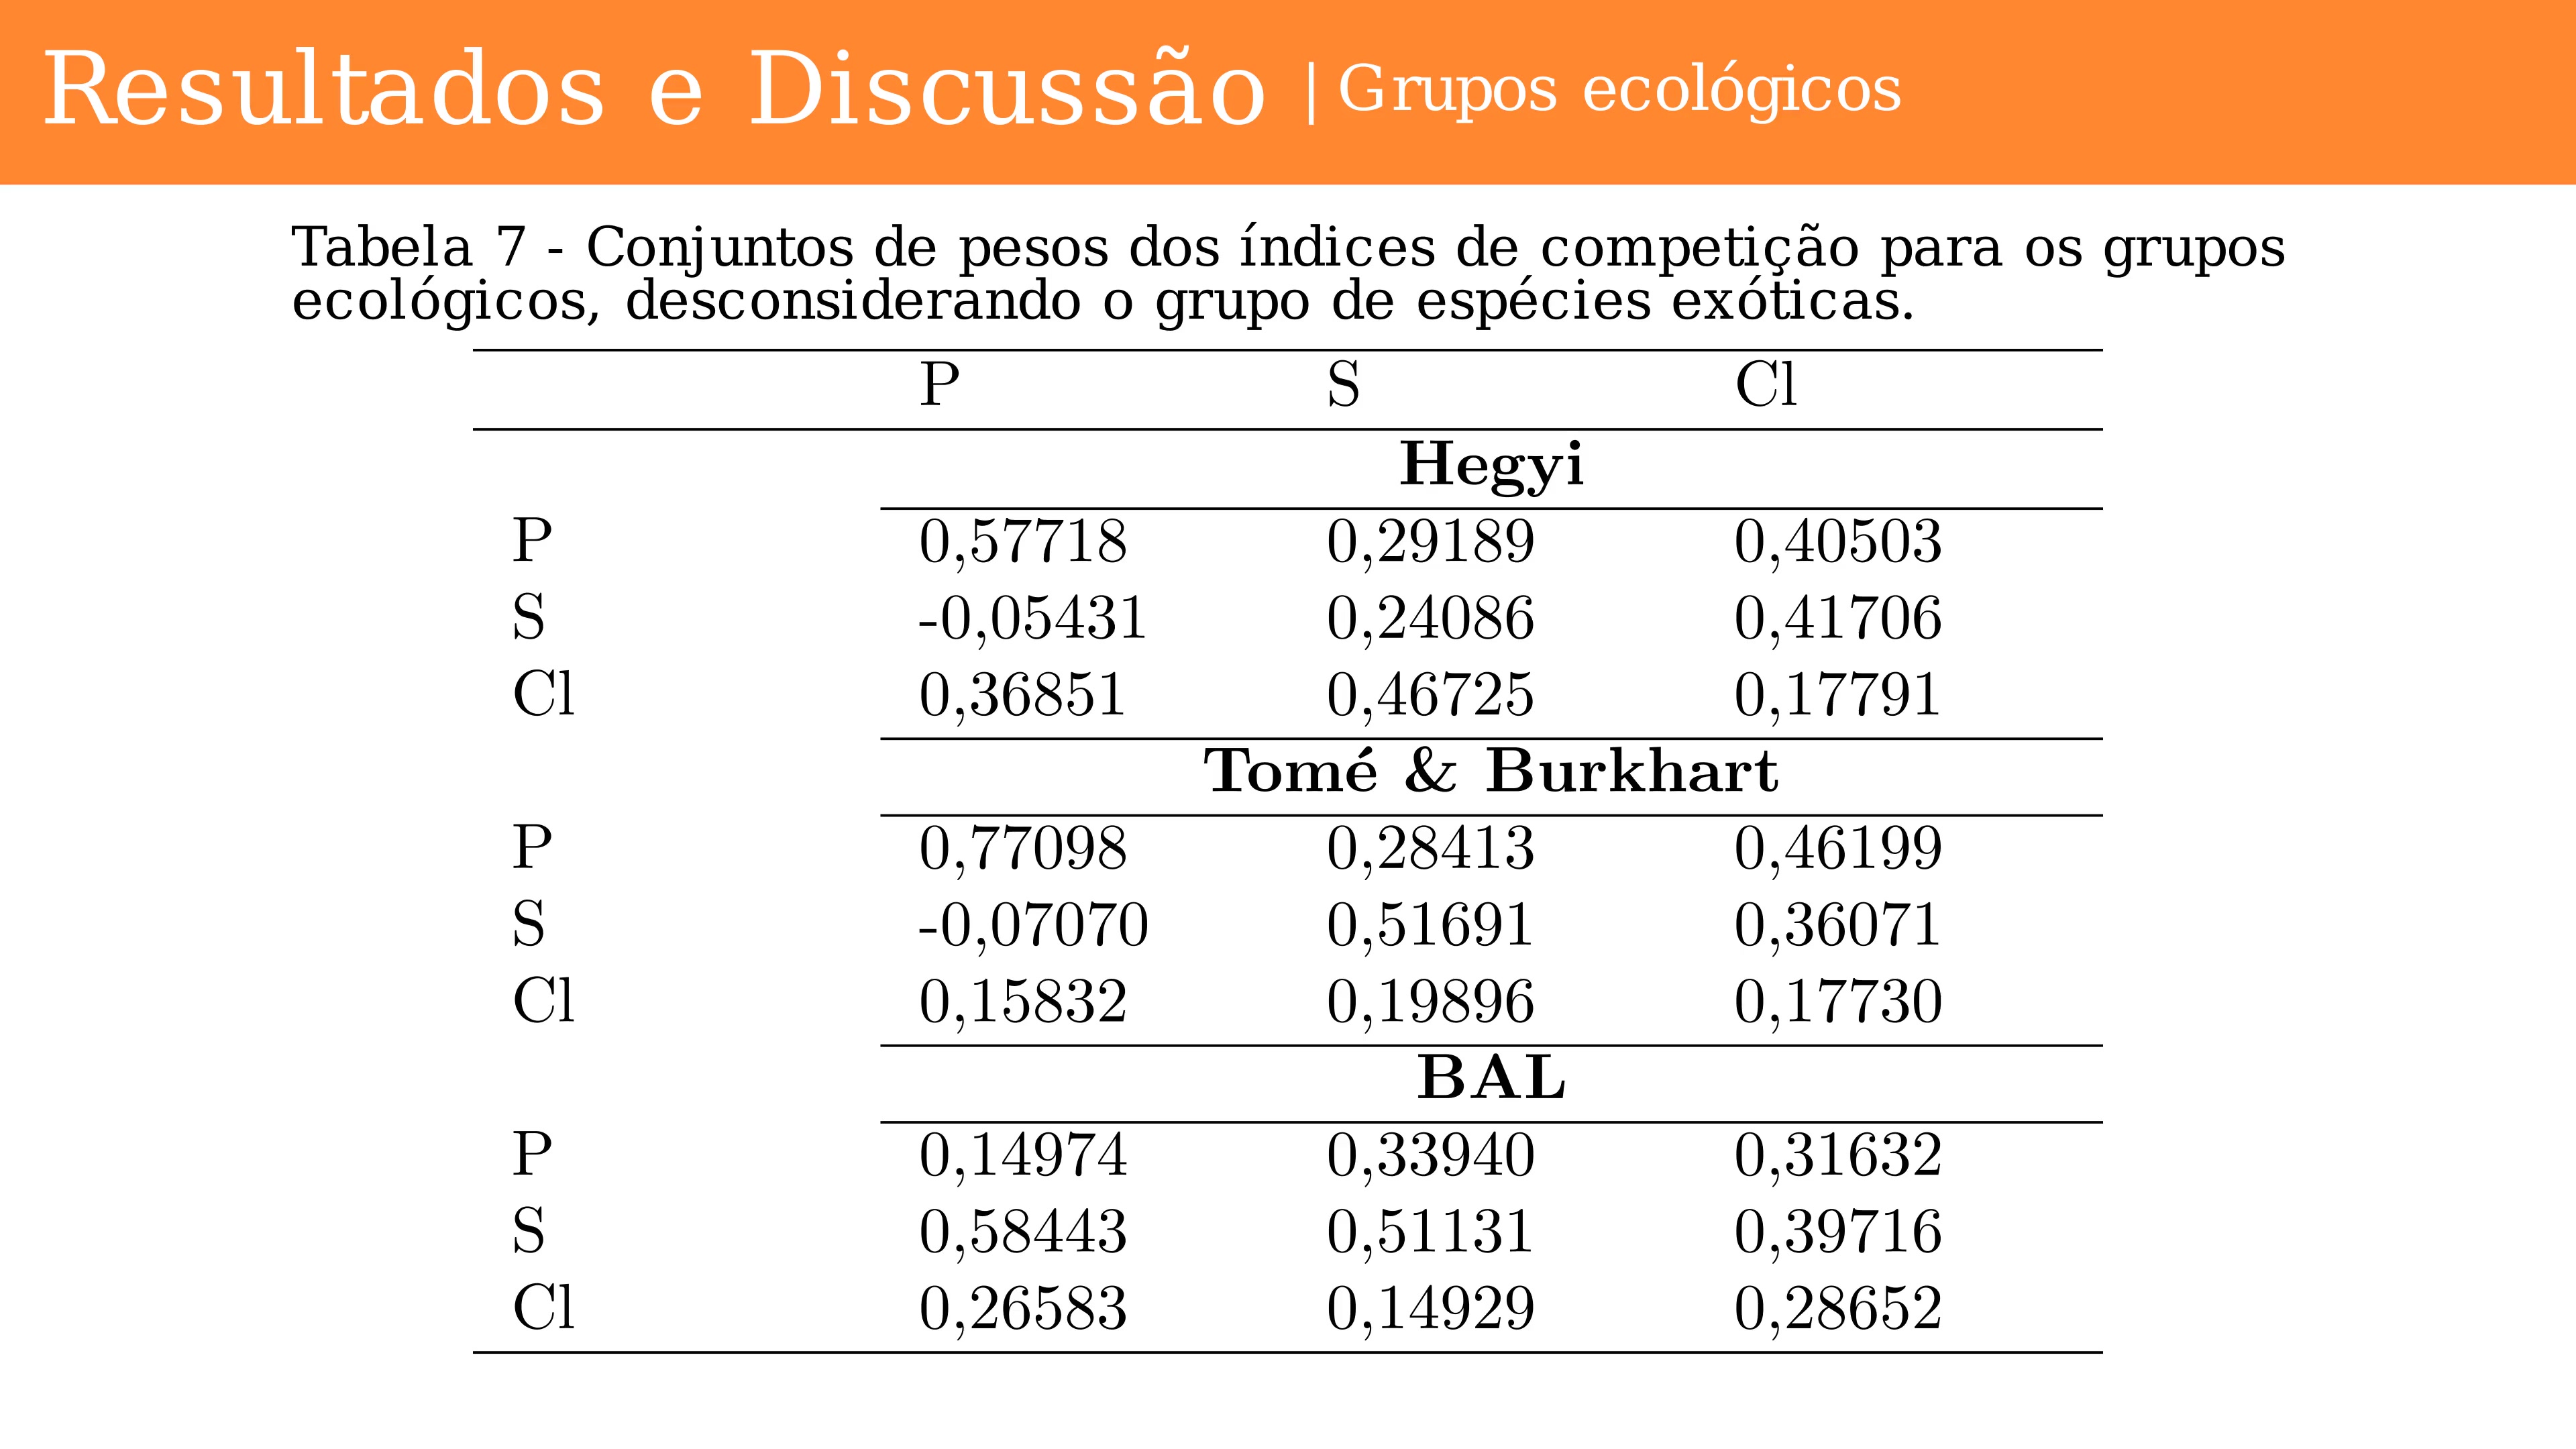 Resultados e Discussão | Grupos ecológicos
Tabela 7 - Conjuntos de pesos dos índices de competição para os grupos
ecológicos, desconsiderando o grupo de espécies exóticas.
P S Cl
Hegyi
P 0,57718 0,29189 0,40503
S -0,05431 0,24086 0,41706
Cl 0,36851 0,46725 0,17791
Tomé & Burkhart
P 0,77098 0,28413 0,46199
S -0,07070 0,51691 0,36071
Cl 0,15832 0,19896 0,17730
BAL
P 0,14974 0,33940 0,31632
S 0,58443 0,51131 0,39716
Cl 0,26583 0,14929 0,28652